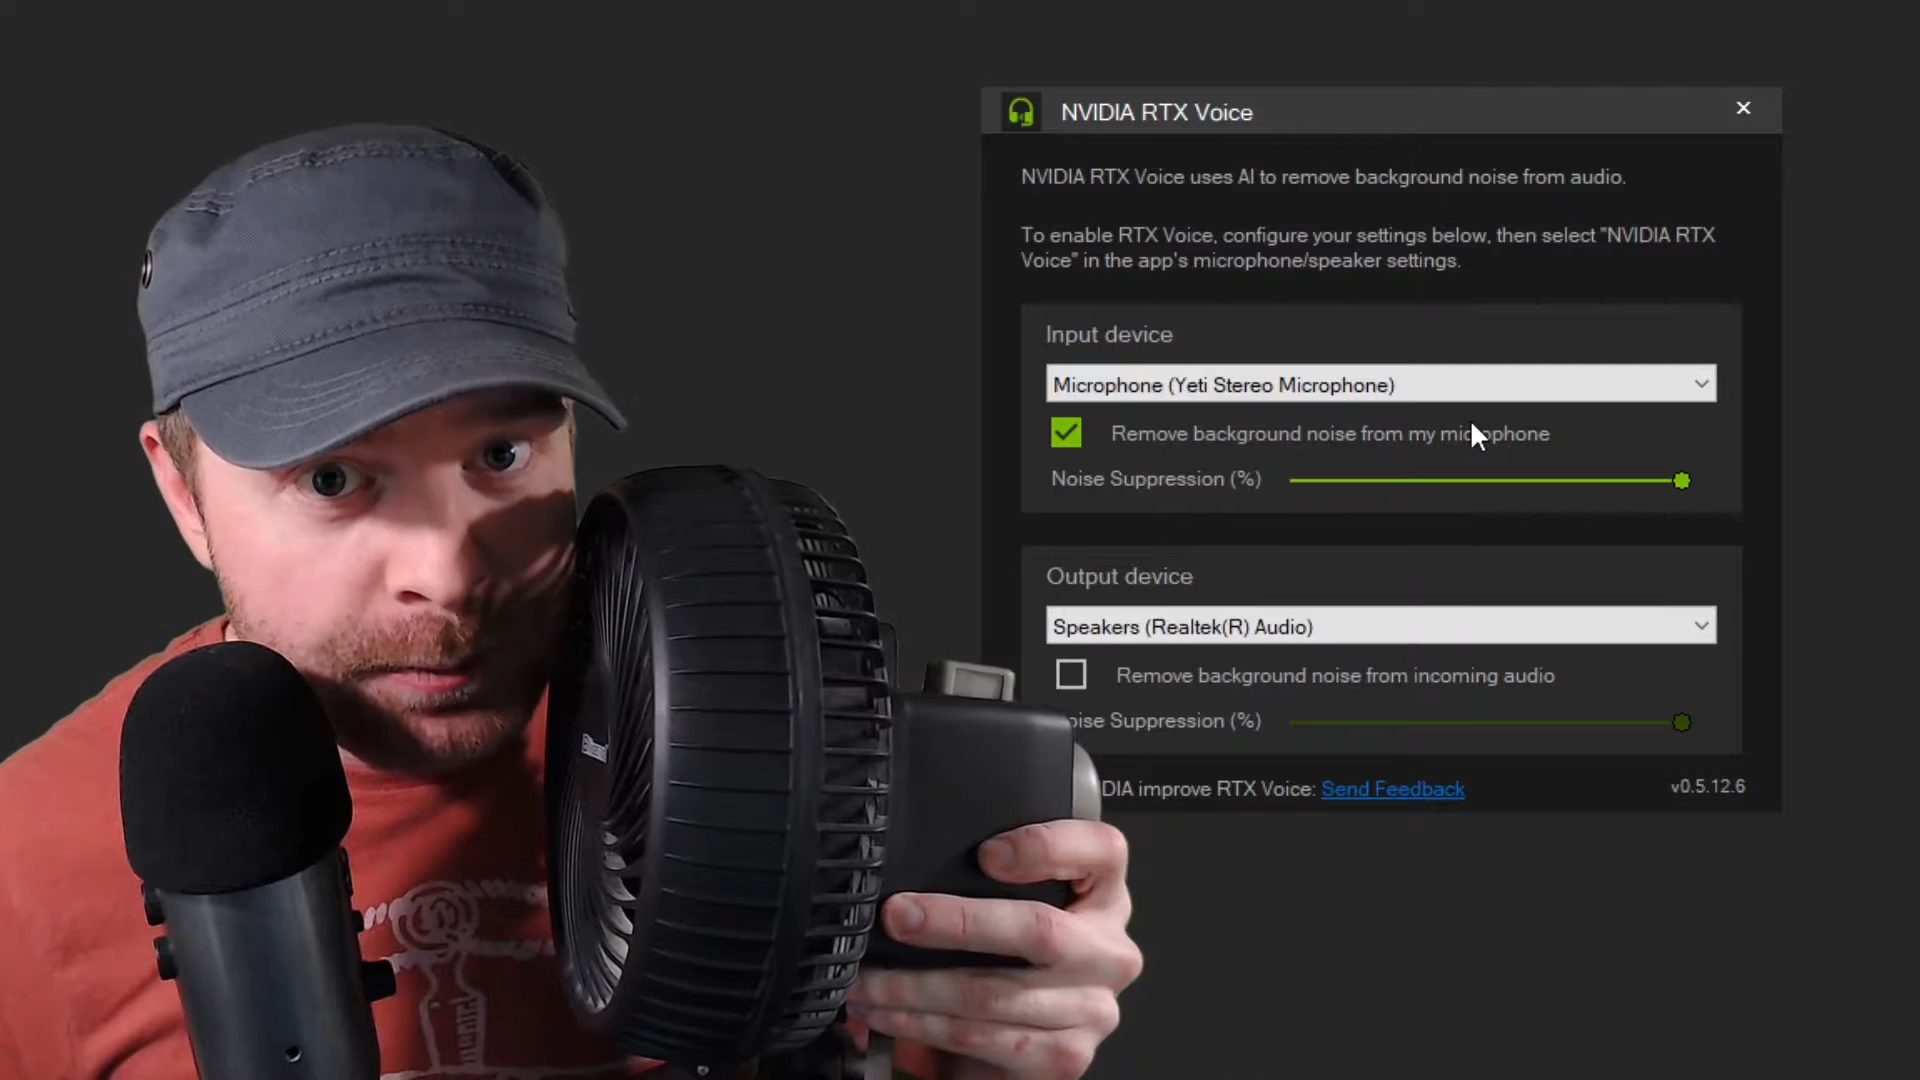 NVIDIA RTX Voice
NVIDIA RTX Voice uses AI to remove background noise from audio.
To enable RTX Voice, configure your settings below, then select "NVIDIA RTX
Voice" in the app's microphone/speaker settings.
Input device
Microphone (Yeti Stereo Microphone)
Remove background noise from my microphone
Noise Suppression (%)
Output device
Speakers (Realtek(R) Audio)
Remove background noise from incoming audio
oise Suppression (%)
DIA improve RTX Voice: Send Feedback
v0.5.12.6